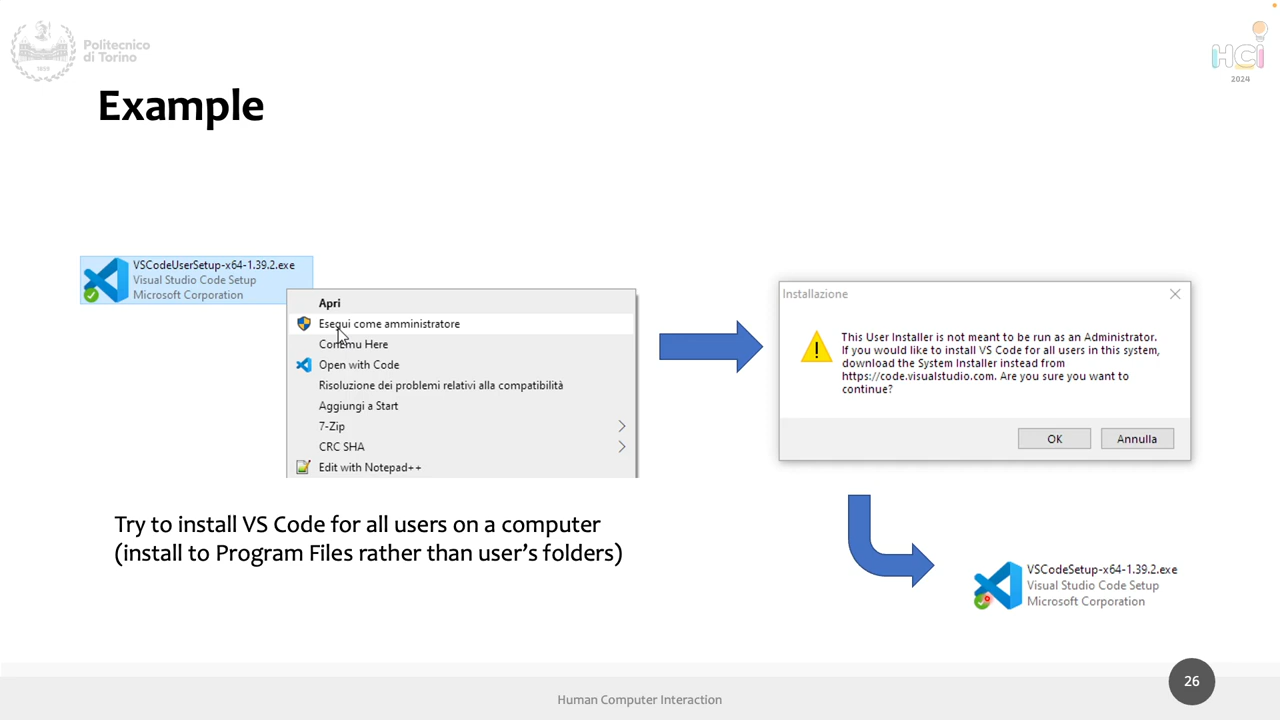 Politecnico
di Torino
1859
HCI
2024
Example
VSCodeUserSetup-x64-1.39.2.exe
Visual Studio Code Setup
Microsoft Corporation
Apri
Esegui come amministratore
Contemu Here
Open with Code
Risoluzione dei problemi relativi alla compatibilità
Aggiungi a Start
7-Zip
CRC SHA
Edit with Notepad++
Installazione
This User Installer is not meant to be run as an Administrator.
If you would like to install VS Code for all users in this system,
download the System Installer instead from
https://code.visualstudio.com. Are you sure you want to
continue?
OK
Annulla
Try to install VS Code for all users on a computer
(install to Program Files rather than user's folders)
VSCodeSetup-x64-1.39.2.exe
Visual Studio Code Setup
Microsoft Corporation
Human Computer Interaction
26